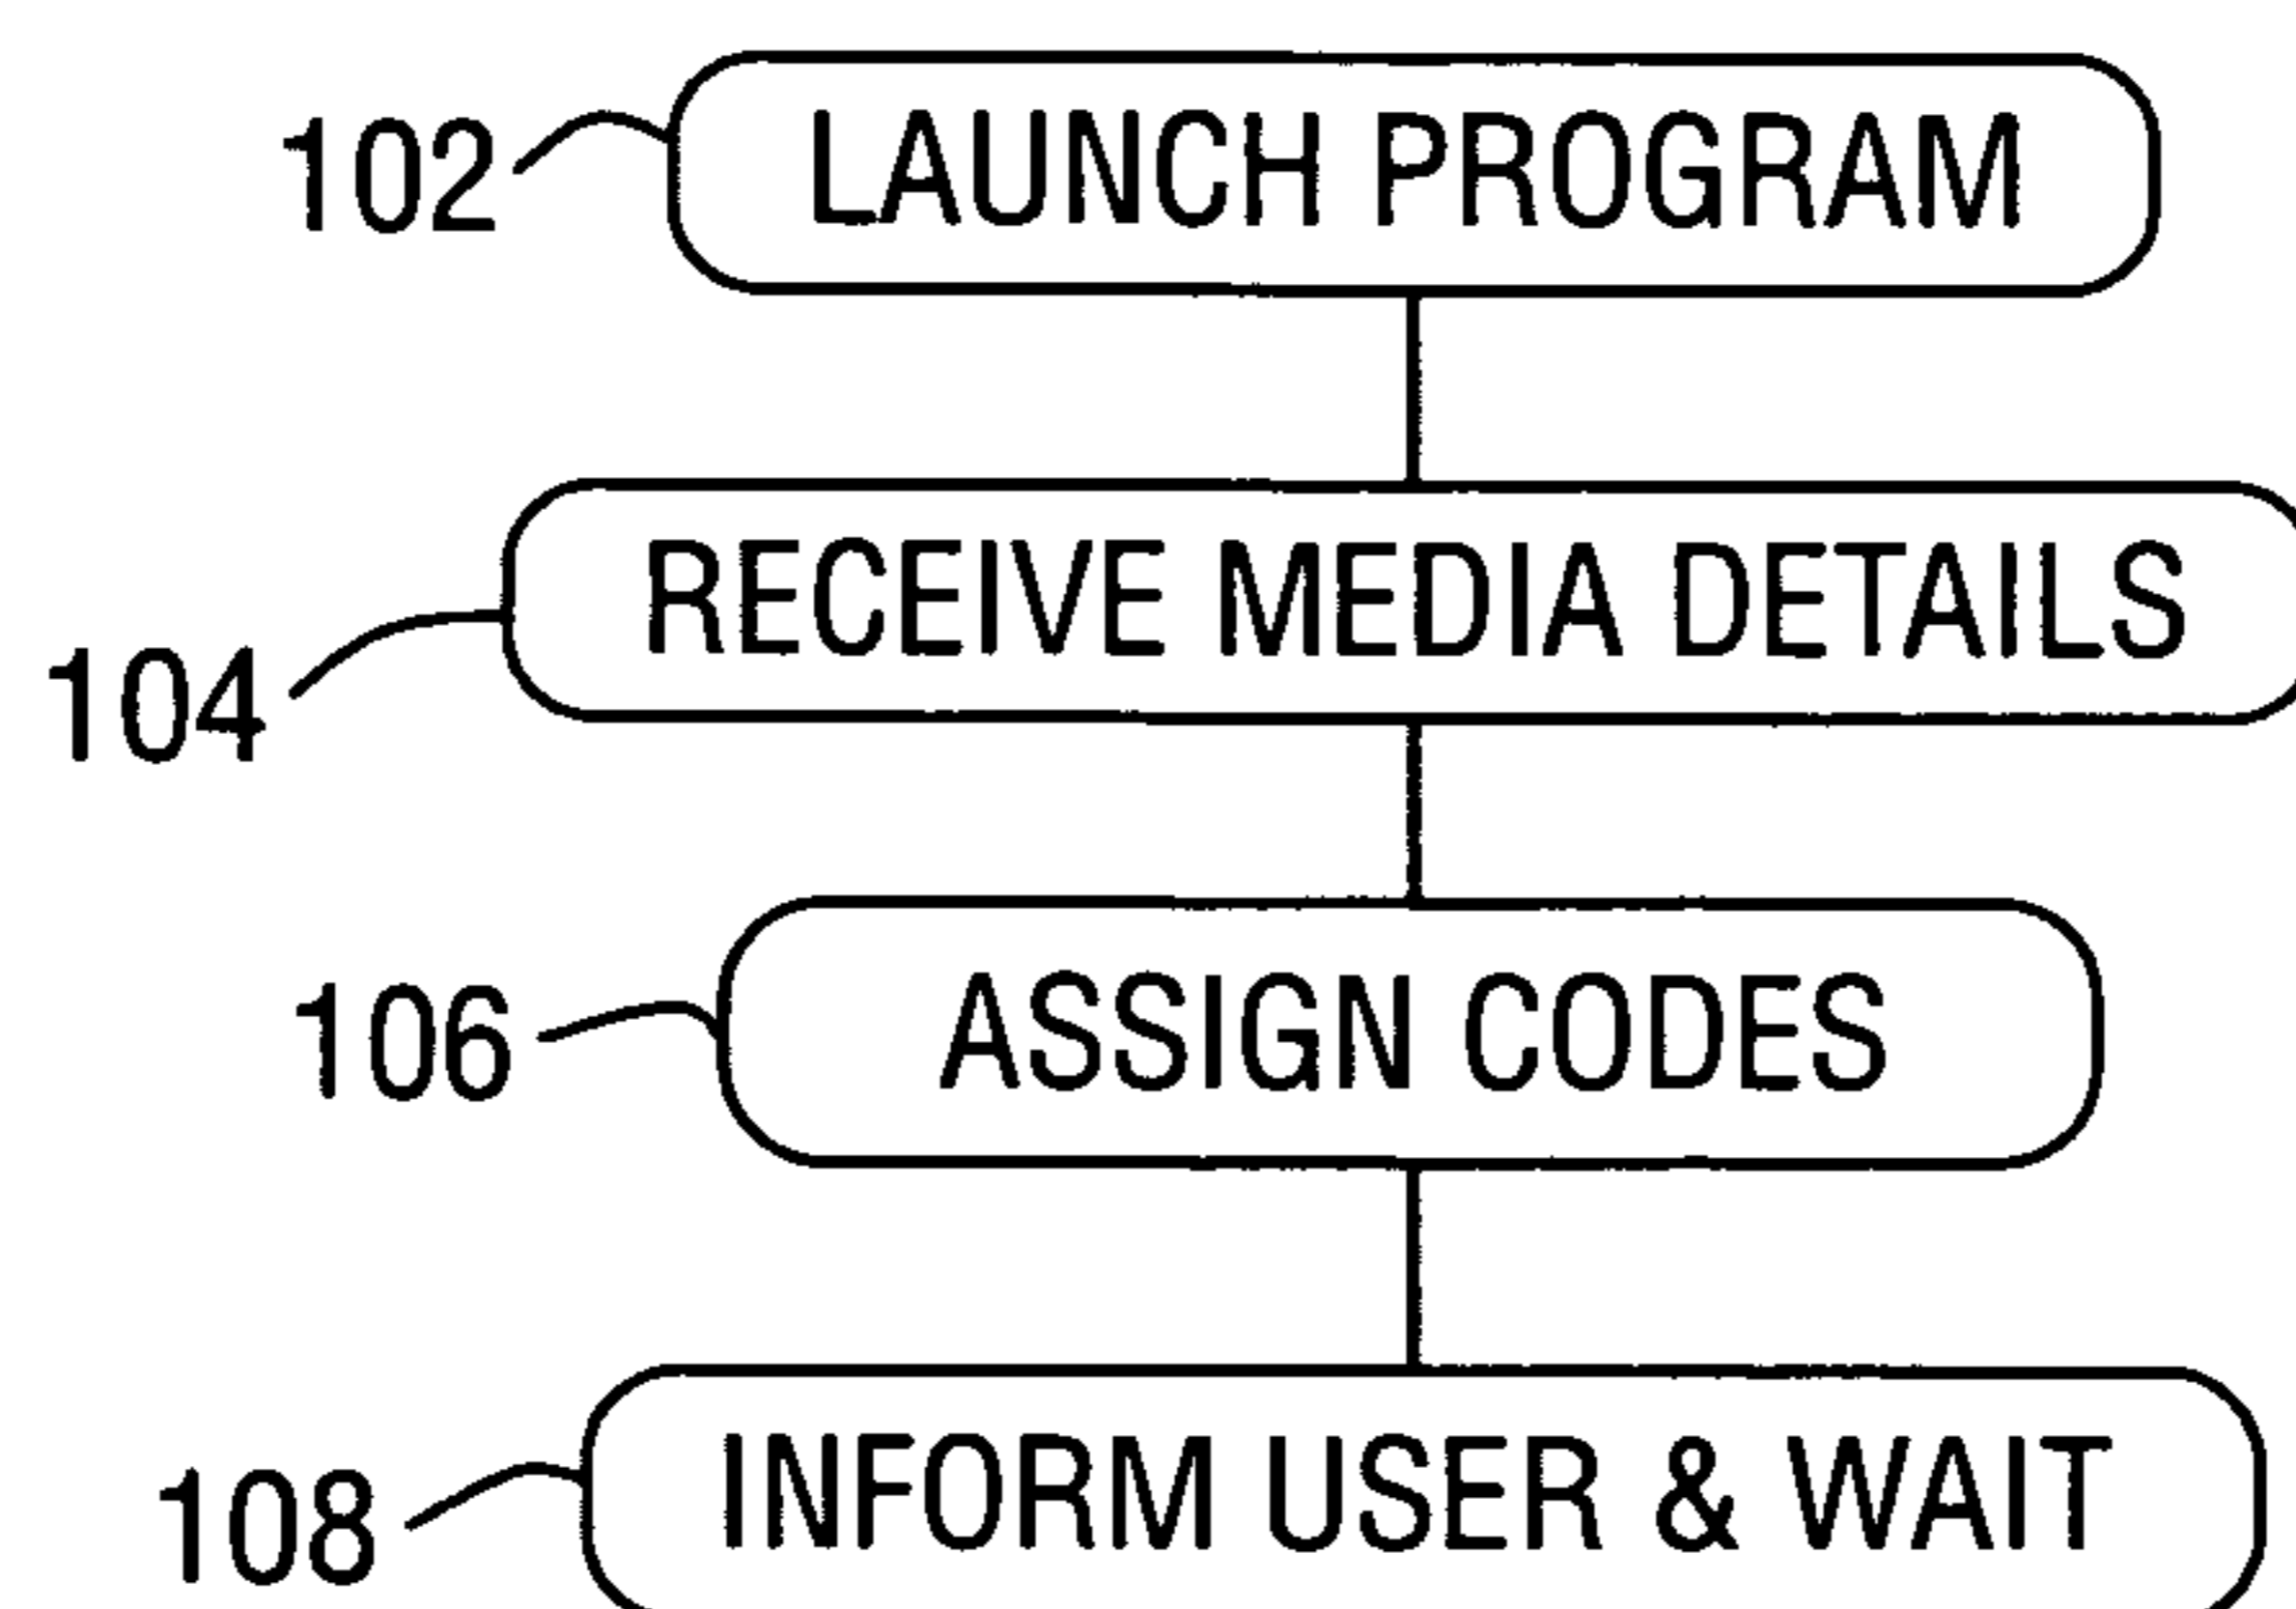 102 LAUNCH PROGRAM
104 RECEIVE MEDIA DETAILS
106 ASSIGN CODES
108 INFORM USER & WAIT